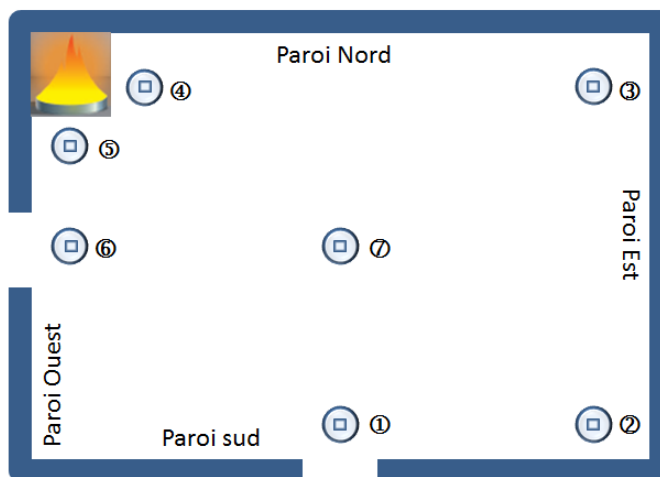 Paroi Nord
④
③
⑤
Paroi Est
⑥
⑦
Paroi Ouest
Paroi sud
①
②